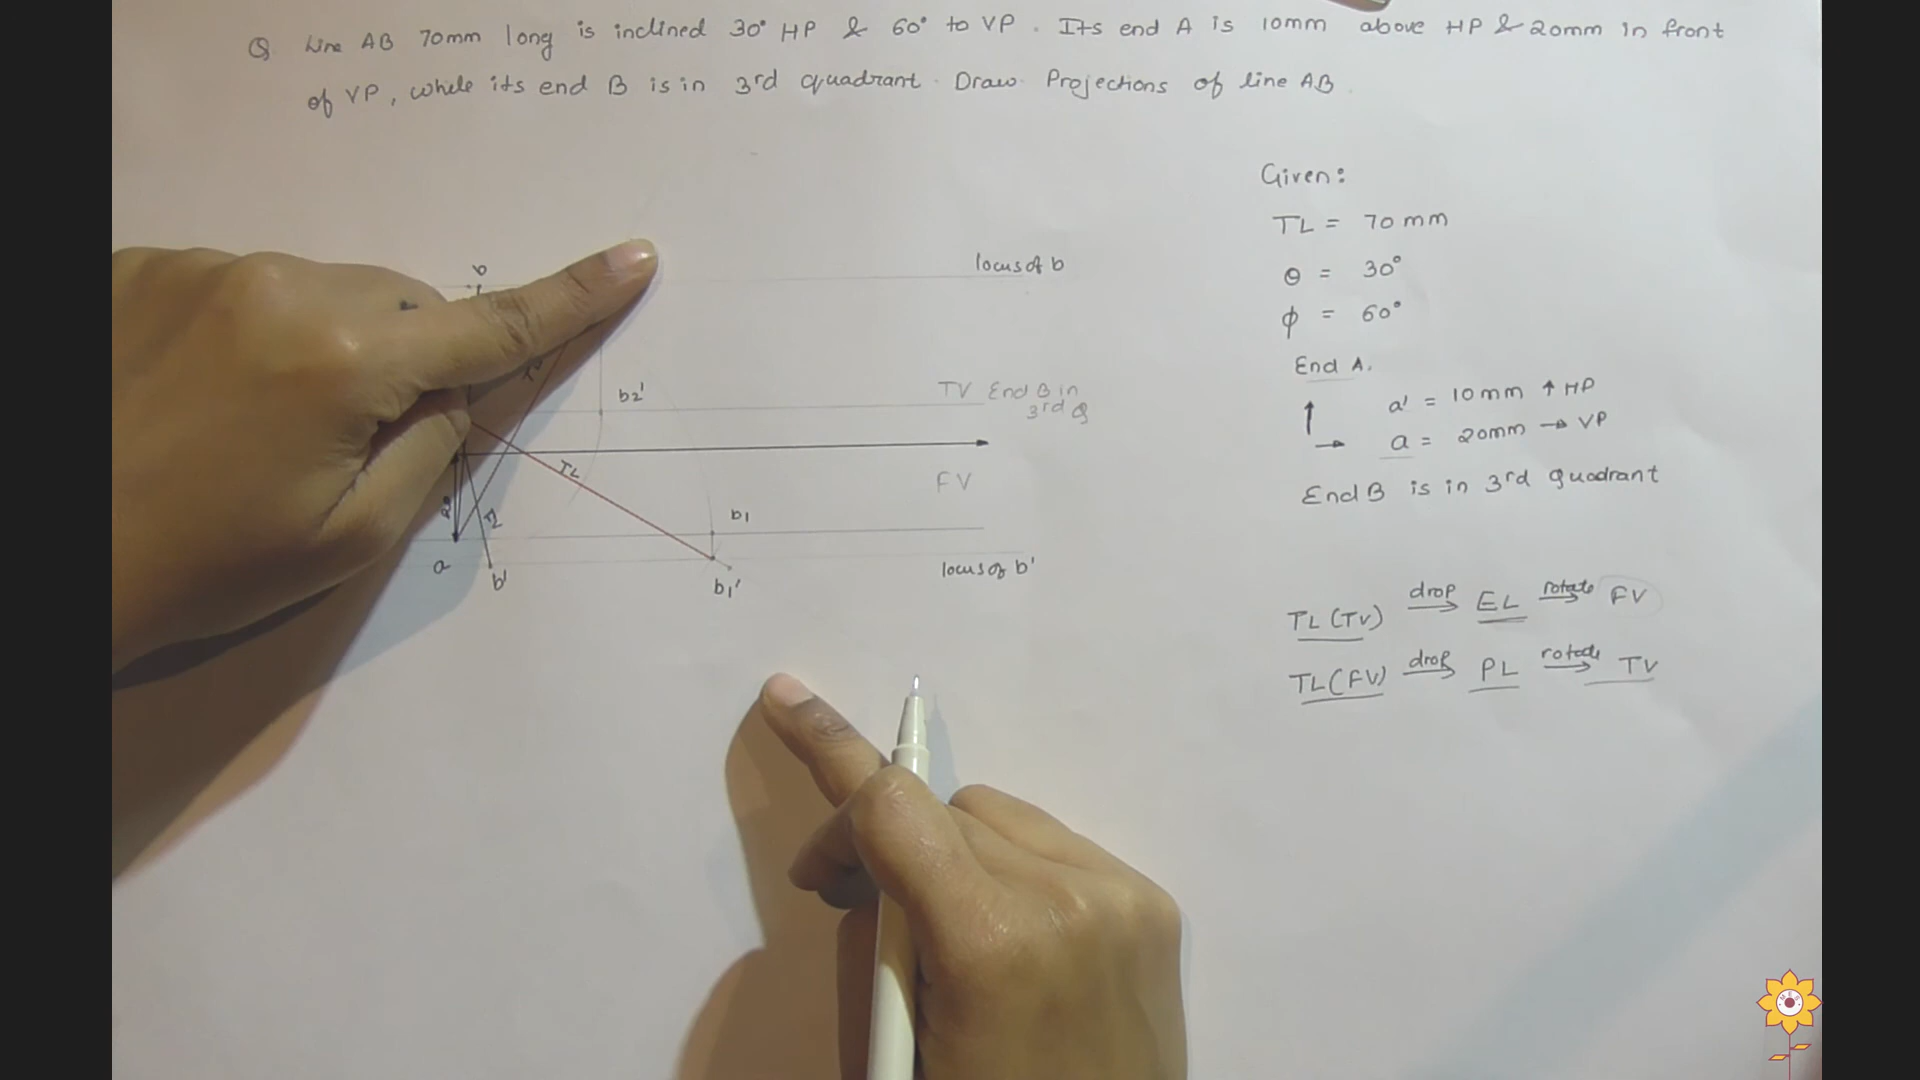 Q Line AB 70mm long is inclined 30° HP & 60° to VP. Its end A is 10mm above HP & 20mm in front
of VP, while its end B is in 3rd quadrant. Draw Projections of line AB.
Given:
TL = 70 mm
θ = 30°
ϕ = 60°
End A.
↑ a' = 10mm ↑ HP
→ a = 20mm → VP
End B is in 3rd quadrant
TL(TV) drop→ EL rotate→ FV
TL(FV) drop→ PL rotate→ TV
b
locus of b
b2'
TV End B in
3rd Q
TL
FV
b1
a
b'
b1'
locus of b'